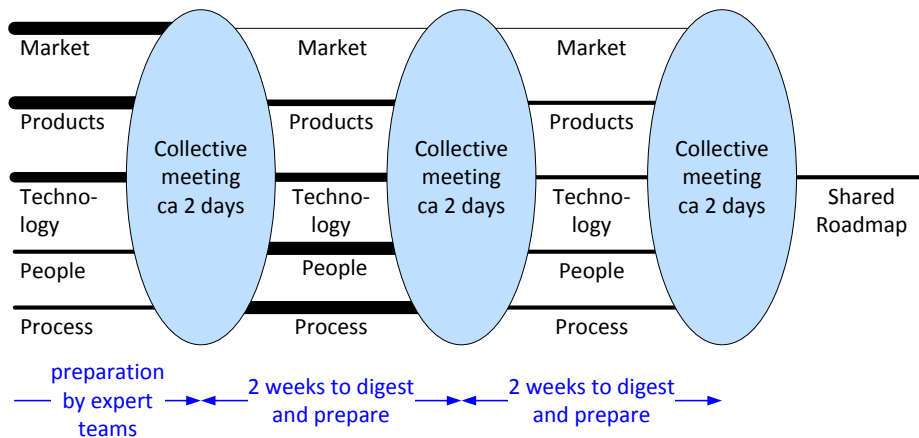 Market
Products
Techno-
logy
People
Process
Collective
meeting
ca 2 days
Market
Products
Techno-
logy
People
Process
Collective
meeting
ca 2 days
Market
Products
Techno-
logy
People
Process
Collective
meeting
ca 2 days
Shared
Roadmap
preparation
by expert
teams
2 weeks to digest
and prepare
2 weeks to digest
and prepare